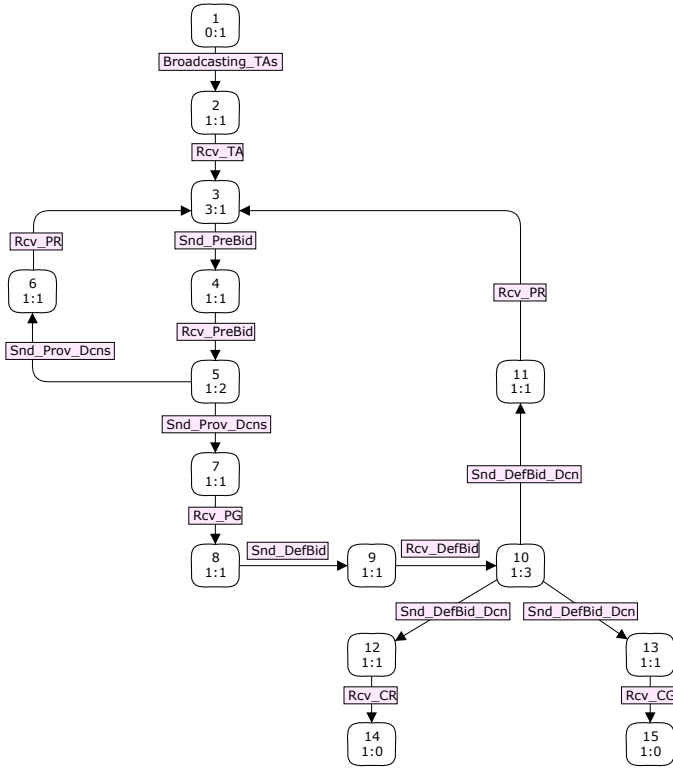 1
0:1
Broadcasting_TAs
2
1:1
Rcv_TA
3
3:1
Rcv_PR
Snd_PreBid
6
1:1
4
1:1
Rcv_PR
Rcv_PreBid
Snd_Prov_Dcns
5
1:2
11
1:1
Snd_Prov_Dcns
7
1:1
Snd_DefBid_Dcn
Rcv_PG
8
1:1
Snd_DefBid
9
1:1
Rcv_DefBid
10
1:3
Snd_DefBid_Dcn
Snd_DefBid_Dcn
12
1:1
13
1:1
Rcv_CR
Rcv_CG
14
1:0
15
1:0